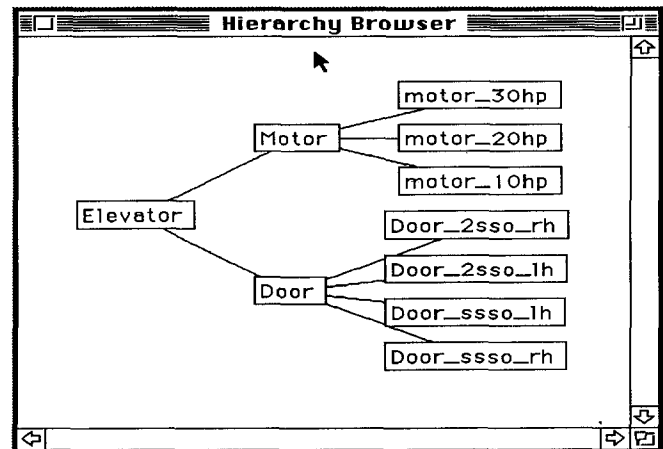 Hierarchy Browser
motor_30hp
Motor
motor_20hp
motor_10hp
Elevator
Door_2sso_rh
Door_2sso_lh
Door
Door_ssso_lh
Door_ssso_rh